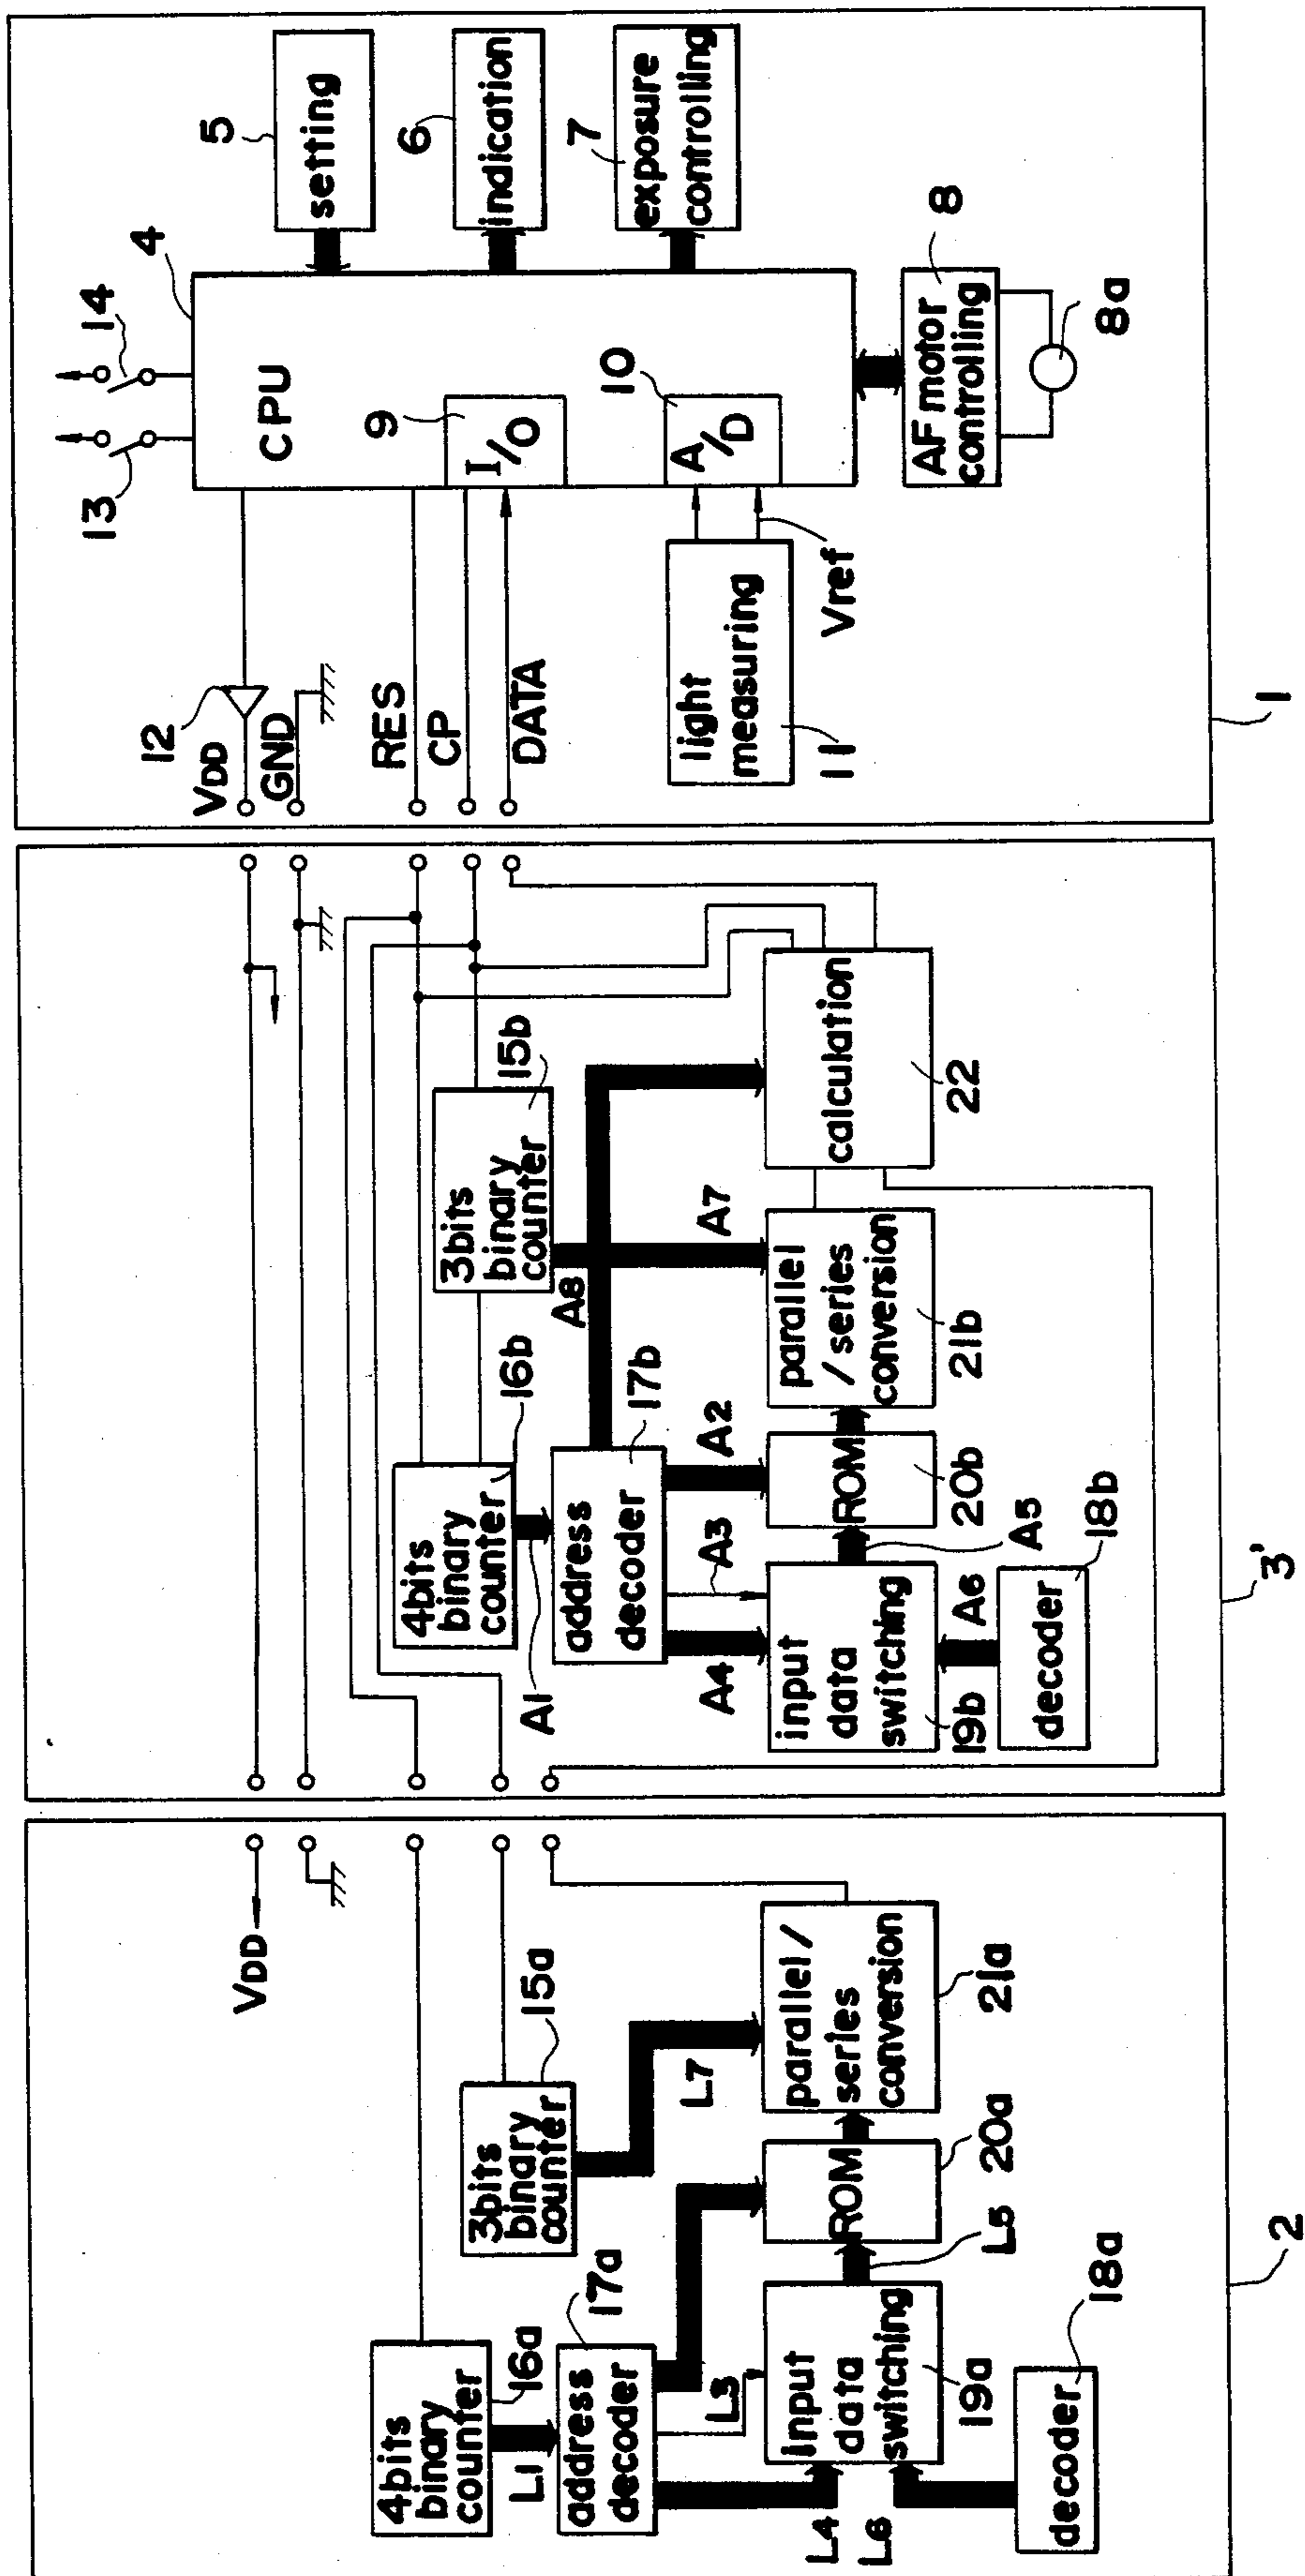 4bits
binary
counter
16a
L1
address
decoder
17a
3bits
binary
counter
15a
VDD
L3
L4
L6
L7
input
data
switching
19a
L5
ROM
20a
parallel/
series
conversion
21a
decoder
18a
2
4bits
binary
counter
16b
A1
address
decoder
17b
3bits
binary
counter
15b
A8
A7
A2
A3
A4
input
data
switching
19b
A5
A6
ROM
20b
parallel
/series
conversion
21b
calculation
22
decoder
18b
3'
12
VDD
GND
RES
CP
DATA
13
14
4
CPU
9
I/O
10
A/D
light
measuring
11
Vref
5
setting
6
indication
7
exposure
controlling
8
AF motor
controlling
8a
1